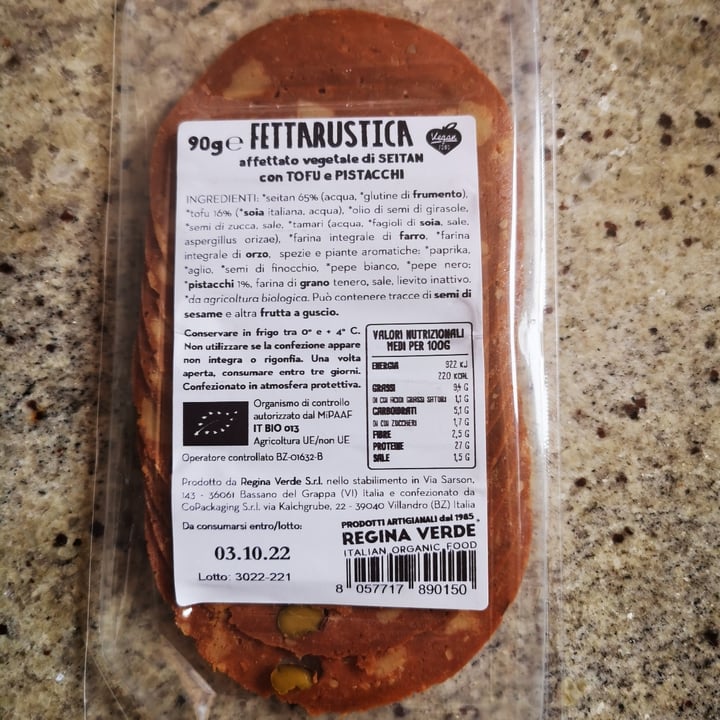 90g e FETTARUSTICA
Vegan
affettato vegetale di SEITAN
con TOFU e PISTACCHI
INGREDIENTI: *seitan 65% (acqua, *glutine di frumento),
*tofu 16% (*soia italiana, acqua), *olio di semi di girasole,
*semi di zucca, sale, *tamari (acqua, *fagioli di soia, sale,
aspergillus orizae), *farina integrale di farro, *farina
integrale di orzo, spezie e piante aromatiche: *paprika,
*aglio, *semi di finocchio, *pepe bianco, *pepe nero;
*pistacchi 1%, farina di grano tenero, sale, lievito inattivo.
*da agricoltura biologica. Può contenere tracce di semi di
sesame e altra frutta a guscio.
Conservare in frigo tra 0° e + 4° C.
Non utilizzare se la confezione appare
non integra o rigonfia. Una volta
aperta, consumare entro tre giorni.
Confezionato in atmosfera protettiva.
VALORI NUTRIZIONALI
MEDI PER 100G
ENERGIA 922 KJ
220 KCAL
GRASSI 9,4 G
DI CUI ACIDI GRASSI SATURI 1,1 G
CARBOIDRATI 5,1 G
DI CUI ZUCCHERI 1,7 G
FIBRE 2,5 G
PROTEINE 27 G
SALE 1,5 G
Organismo di controllo
autorizzato dal MiPAAF
IT BIO 013
Agricoltura UE/non UE
Operatore controllato BZ-01632-B
Prodotto da Regina Verde S.r.l. nello stabilimento in Via Sarson,
143 - 36061 Bassano del Grappa (VI) Italia e confezionato da
CoPackaging S.r.l. via Kalchgrube, 22 - 39040 Villandro (BZ) Italia
Da consumarsi entro/lotto:
03.10.22
Lotto: 3022-221
PRODOTTI ARTIGIANALI dal 1985
REGINA VERDE
ITALIAN ORGANIC FOOD
8 057717 890150